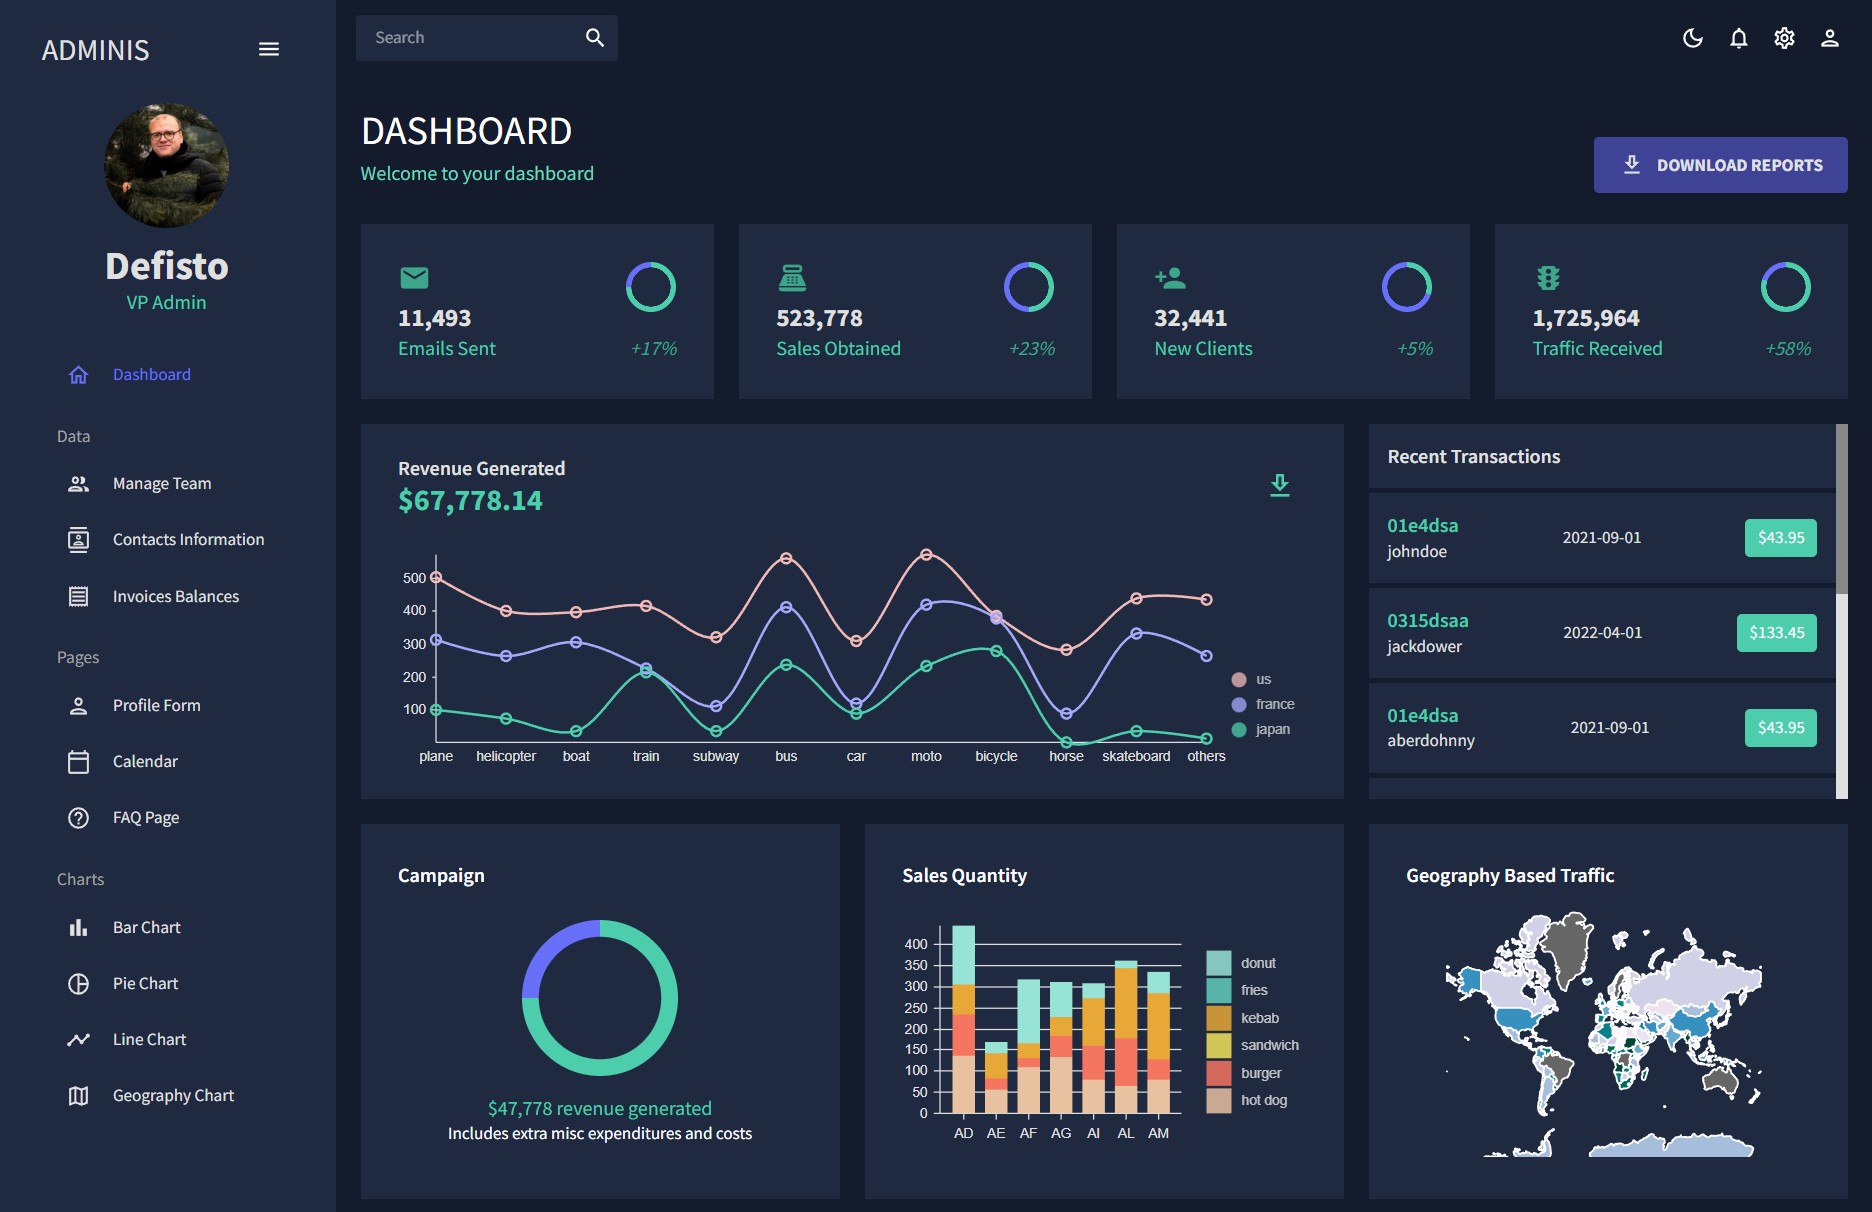 ADMINIS
Search
Defisto
VP Admin
Dashboard
Data
Manage Team
Contacts Information
Invoices Balances
Pages
Profile Form
Calendar
FAQ Page
Charts
Bar Chart
Pie Chart
Line Chart
Geography Chart
DASHBOARD
Welcome to your dashboard
DOWNLOAD REPORTS
11,493
Emails Sent +17%
523,778
Sales Obtained +23%
32,441
New Clients +5%
1,725,964
Traffic Received +58%
Revenue Generated
$67,778.14
500
400
300
200
100
plane helicopter boat train subway bus car moto bicycle horse skateboard others
us
france
japan
Recent Transactions
01e4dsa
johndoe
2021-09-01
$43.95
0315dsaa
jackdower
2022-04-01
$133.45
01e4dsa
aberdohnny
2021-09-01
$43.95
Campaign
$47,778 revenue generated
Includes extra misc expenditures and costs
Sales Quantity
400
350
300
250
200
150
100
50
0
AD AE AF AG AI AL AM
donut
fries
kebab
sandwich
burger
hot dog
Geography Based Traffic